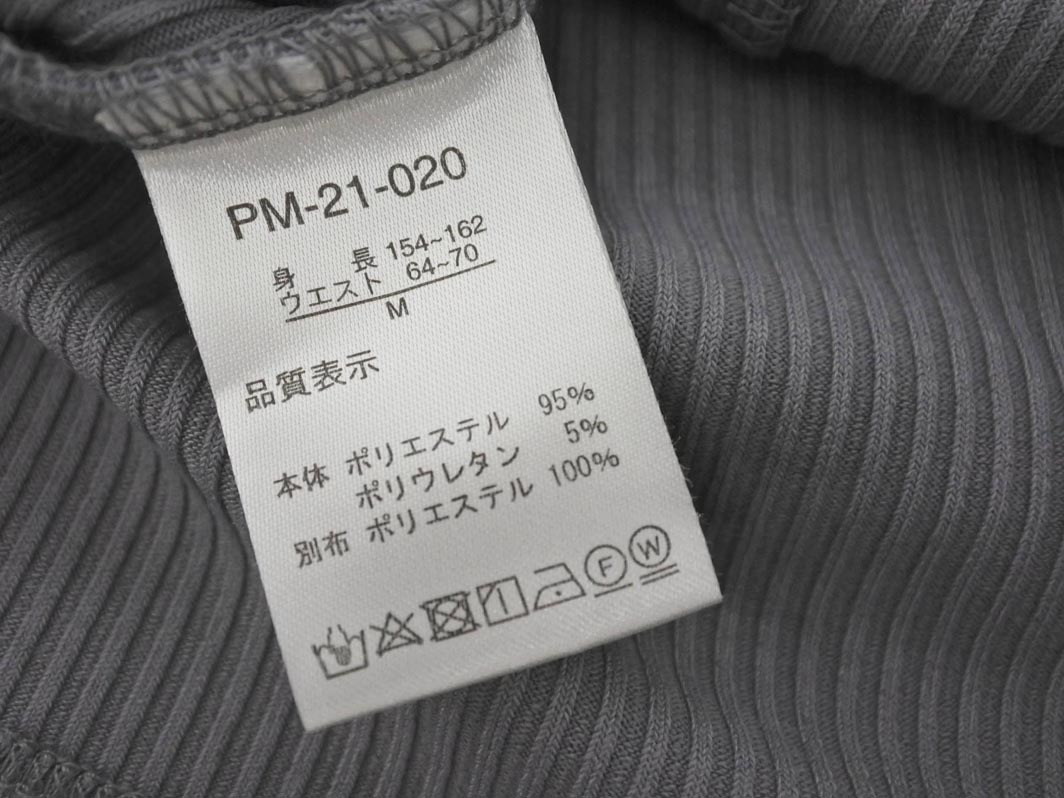 PM-21-020
身 長 154~162
ウエスト 64~70
M
品質表示
本体 ポリエステル 95%
ポリウレタン 5%
別布 ポリエステル 100%
F W